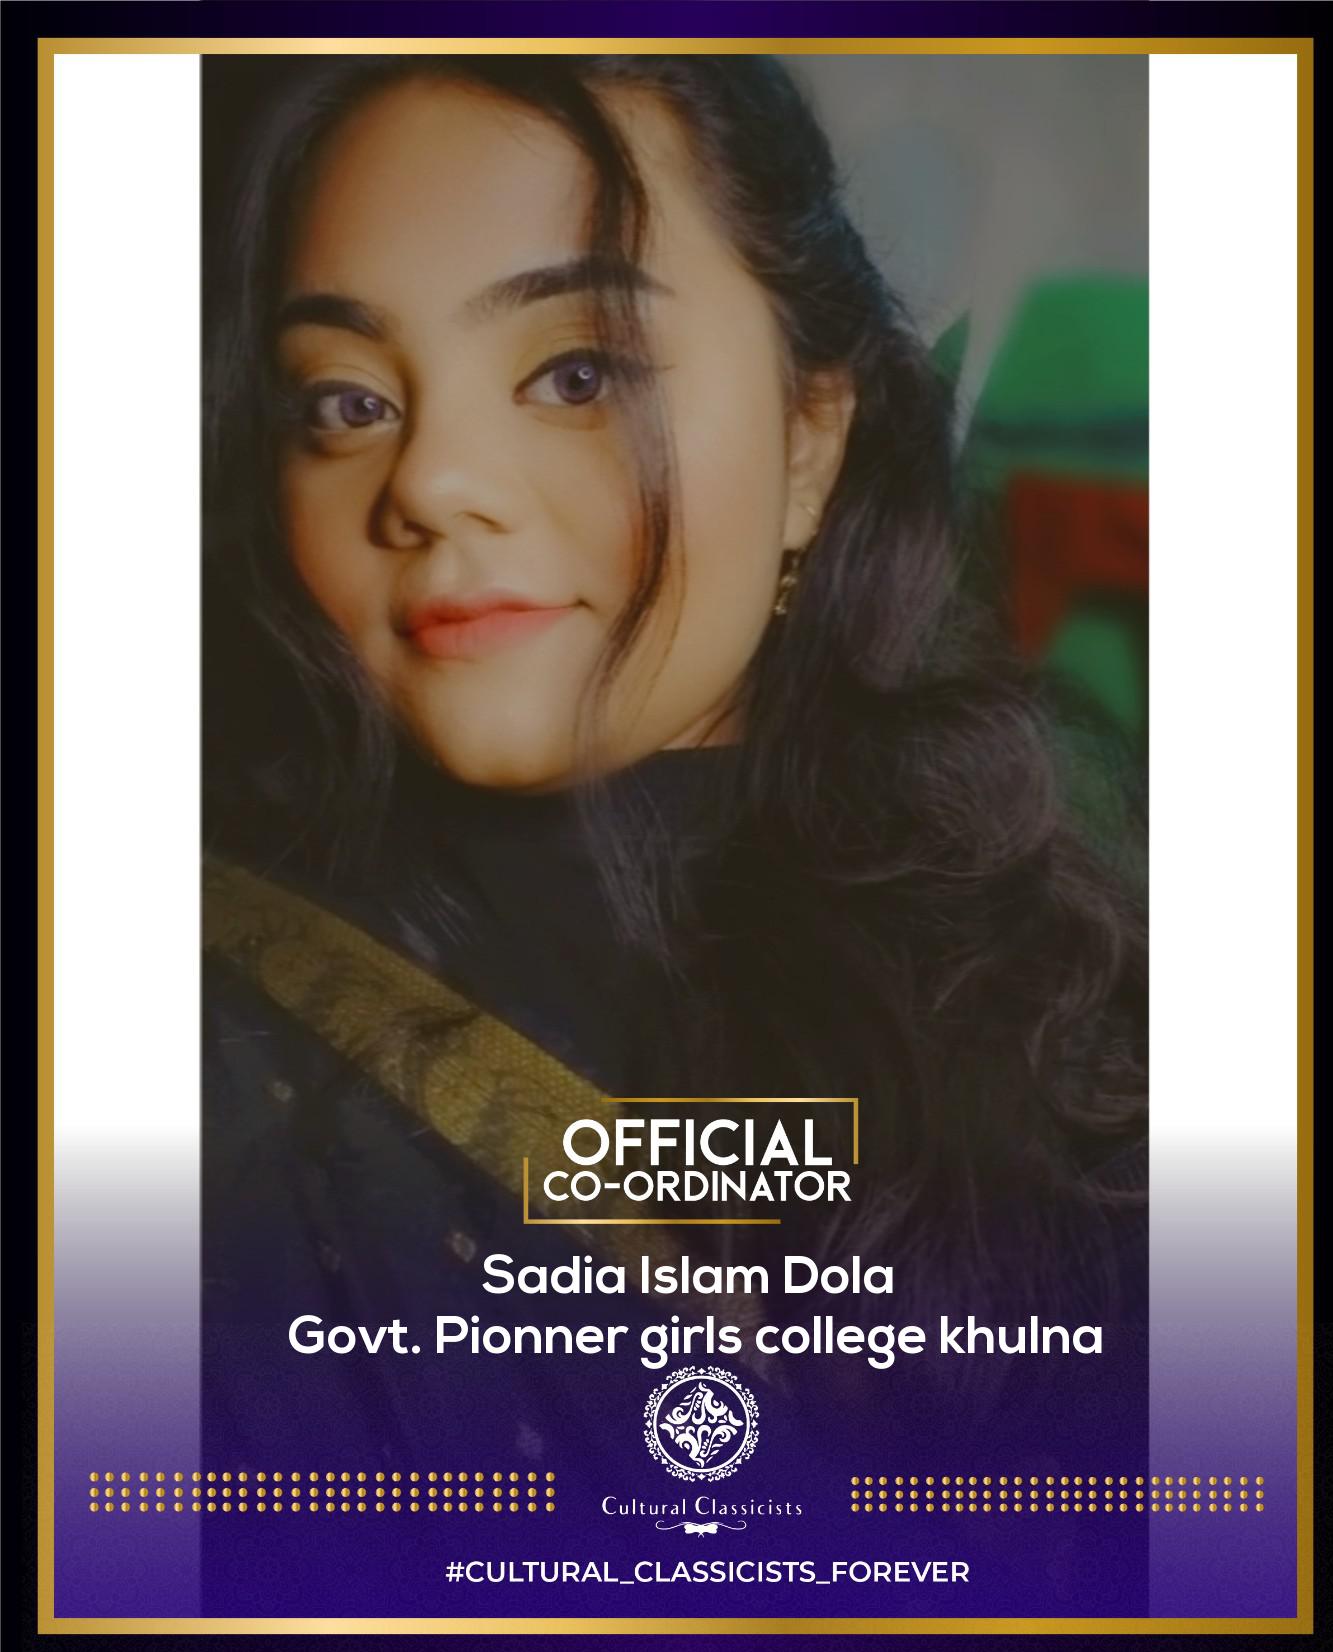 OFFICIAL
CO-ORDINATOR
Sadia Islam Dola
Govt. Pionner girls college khulna
Cultural Classicists
#CULTURAL_CLASSICISTS_FOREVER